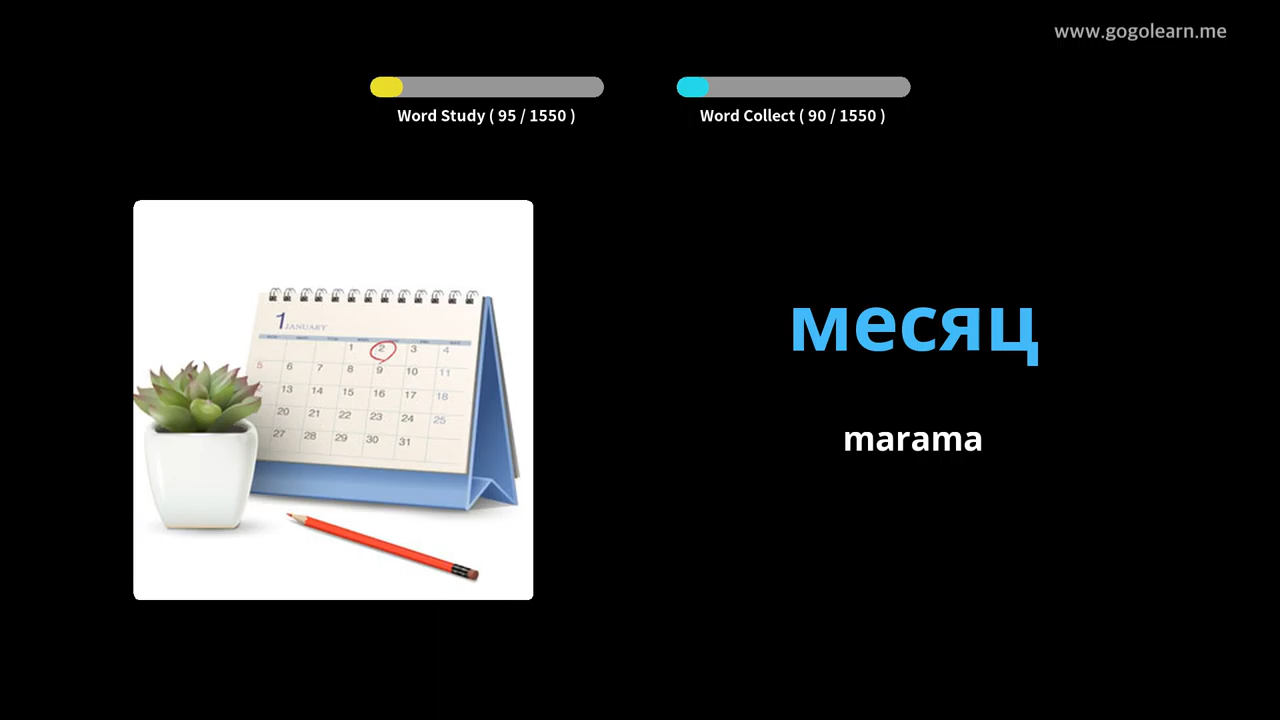 www.gogolearn.me
Word Study ( 95 / 1550 )
Word Collect ( 90 / 1550 )
1 JANUARY
1 2 3 4
5 6 7 8 9 10 11
13 14 15 16 17 18
20 21 22 23 24 25
27 28 29 30 31
месяц
marama